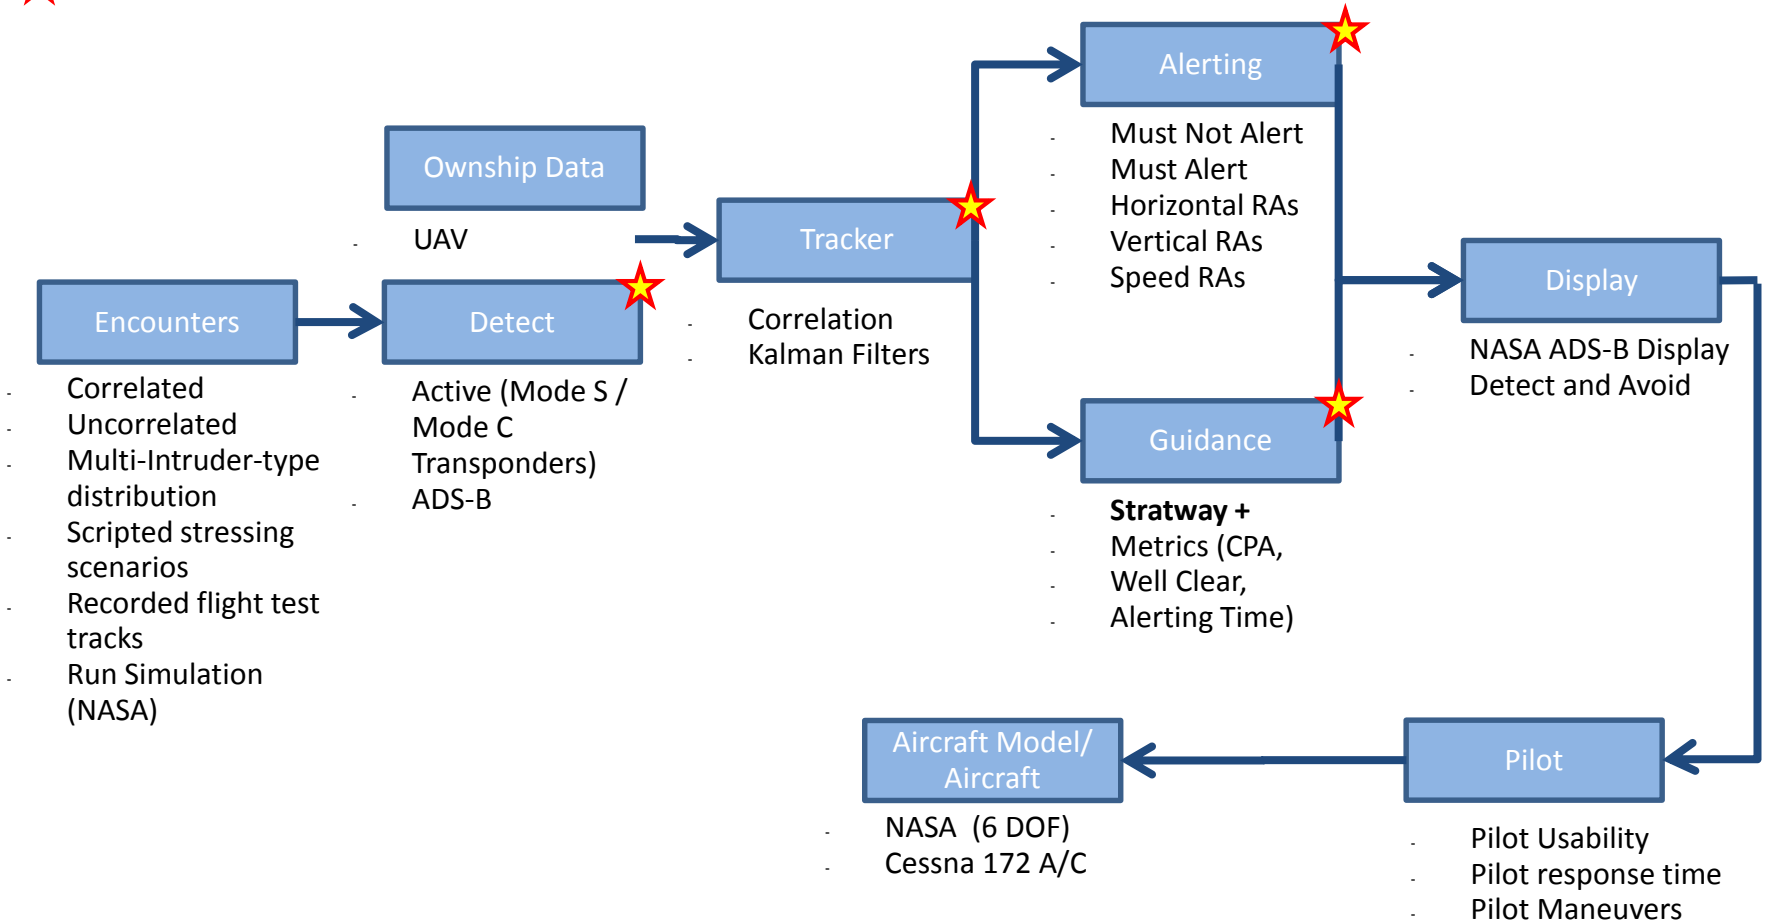 Alerting
- Must Not Alert
- Must Alert
- Horizontal RAs
- Vertical RAs
- Speed RAs
Ownship Data
- UAV
Tracker
- Correlation
- Kalman Filters
Encounters
- Correlated
- Uncorrelated
- Multi-Intruder-type
distribution
- Scripted stressing
scenarios
- Recorded flight test
tracks
- Run Simulation
(NASA)
Detect
- Active (Mode S /
Mode C
Transponders)
- ADS-B
Guidance
- Stratway +
- Metrics (CPA,
- Well Clear,
- Alerting Time)
Display
- NASA ADS-B Display
- Detect and Avoid
Aircraft Model/
Aircraft
- NASA (6 DOF)
- Cessna 172 A/C
Pilot
- Pilot Usability
- Pilot response time
- Pilot Maneuvers